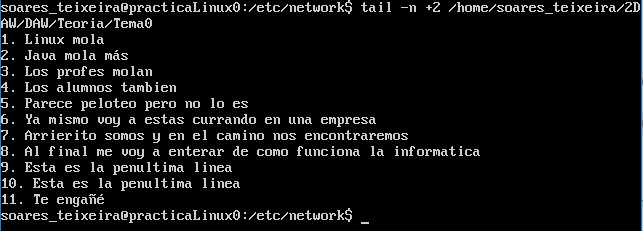 soares_teixeira@practicaLinux0:/etc/network$ tail -n +2 /home/soares_teixeira/2D
AW/DAW/Teoria/Tema0
1. Linux mola
2. Java mola más
3. Los profes molan
4. Los alumnos tambien
5. Parece peloteo pero no lo es
6. Ya mismo voy a estas currando en una empresa
7. Arrierito somos y en el camino nos encontraremos
8. Al final me voy a enterar de como funciona la informatica
9. Esta es la penultima linea
10. Esta es la penultima linea
11. Te engañé
soares_teixeira@practicaLinux0:/etc/network$ _